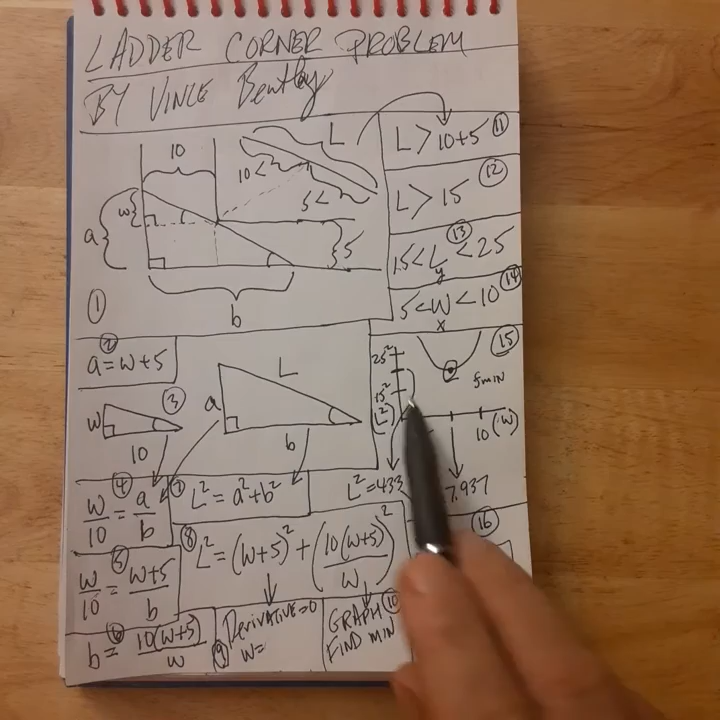 LADDER CORNER PROBLEM
BY VINCE Bentley
10
L
10<
5<
w
a
5
b
①
L > 10+5 ⑪
L > 15 ⑫
15 < L < 25 ⑬
y
5 < W < 10 ⑭
x
② a = w+5
③
w
10
L
a
b
⑮
25²
15²
(L²)
fmin
10 (w)
L²=433
7.937
④ w/10 = a/b
⑦ L² = a²+b²
⑤ w/10 = w+5/b
⑧ L² = (w+5)² + (10(w+5)/w)²
⑯
⑥ b = 10(w+5)/w
⑨ Derivative=0
w=
GRAPH ⑩
FIND MIN